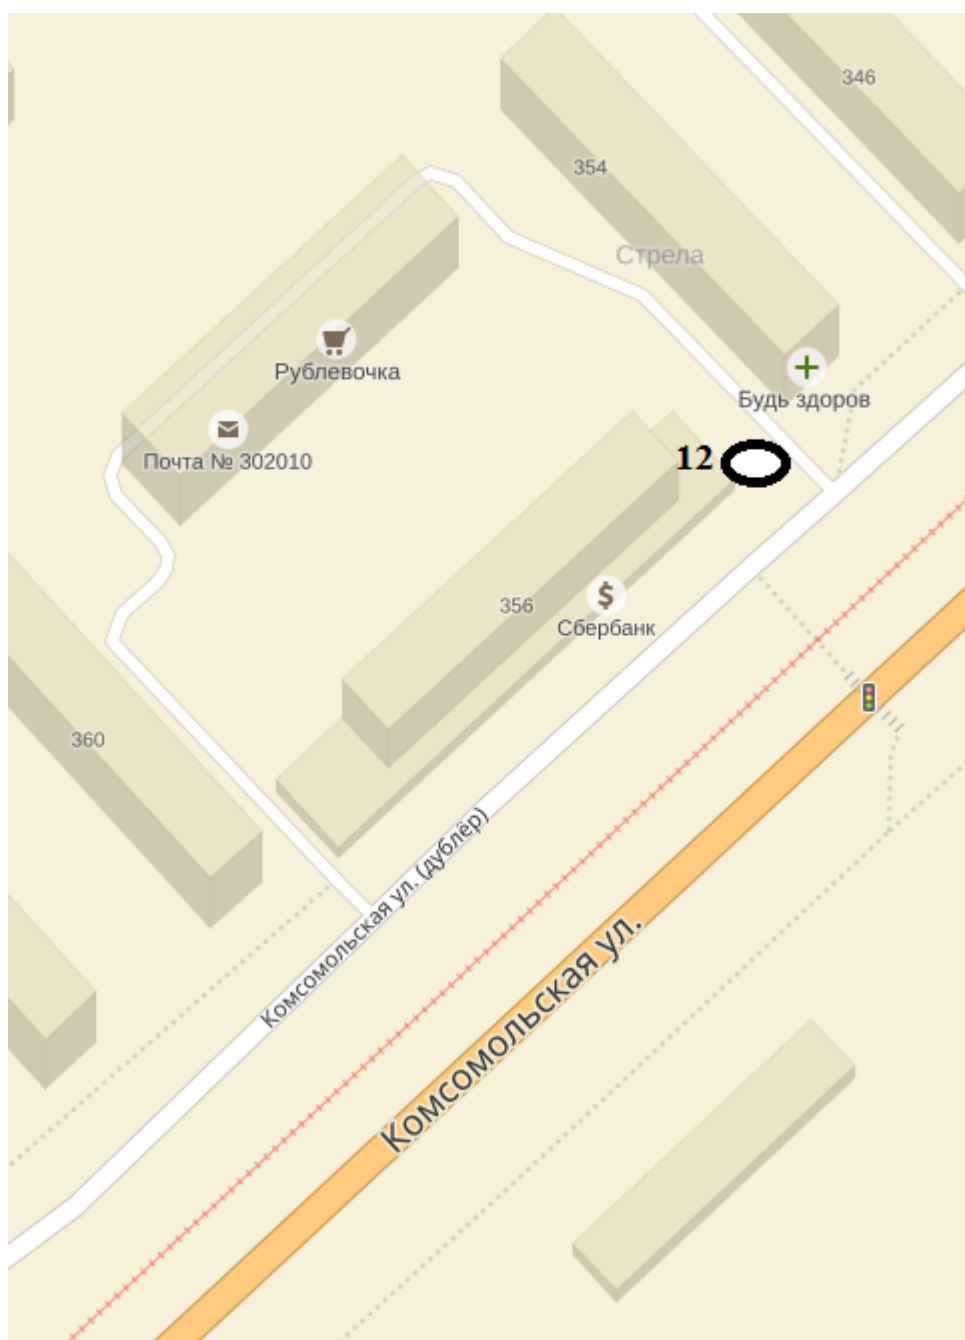 346
354
Стрела
Рублевочка
Будь здоров
Почта № 302010
12
356
Сбербанк
360
Комсомольская ул. (дублёр)
Комсомольская ул.